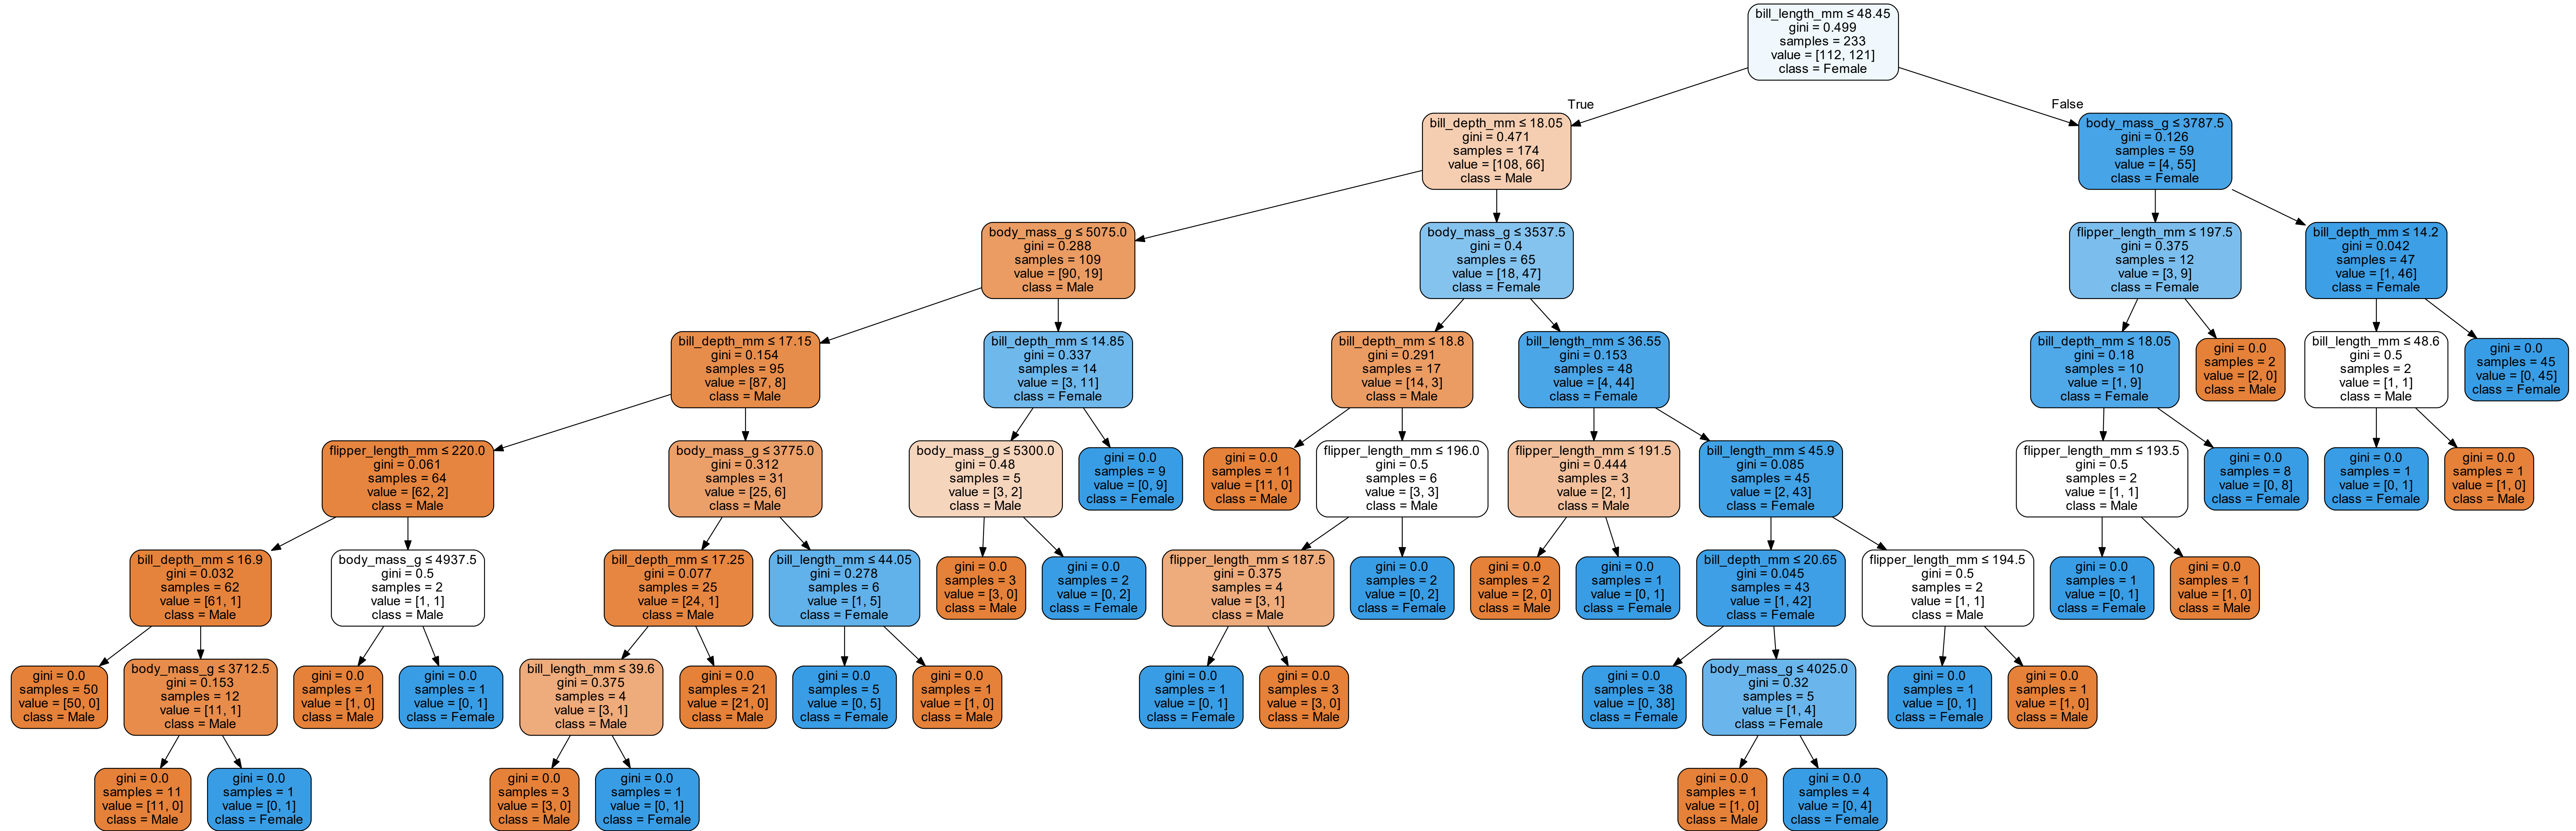 bill_length_mm ≤ 48.45
gini = 0.499
samples = 233
value = [112, 121]
class = Female
True
False
bill_depth_mm ≤ 18.05
gini = 0.471
samples = 174
value = [108, 66]
class = Male
body_mass_g ≤ 3787.5
gini = 0.126
samples = 59
value = [4, 55]
class = Female
body_mass_g ≤ 5075.0
gini = 0.288
samples = 109
value = [90, 19]
class = Male
body_mass_g ≤ 3537.5
gini = 0.4
samples = 65
value = [18, 47]
class = Female
flipper_length_mm ≤ 197.5
gini = 0.375
samples = 12
value = [3, 9]
class = Female
bill_depth_mm ≤ 14.2
gini = 0.042
samples = 47
value = [1, 46]
class = Female
bill_depth_mm ≤ 17.15
gini = 0.154
samples = 95
value = [87, 8]
class = Male
bill_depth_mm ≤ 14.85
gini = 0.337
samples = 14
value = [3, 11]
class = Female
bill_depth_mm ≤ 18.8
gini = 0.291
samples = 17
value = [14, 3]
class = Male
bill_length_mm ≤ 36.55
gini = 0.153
samples = 48
value = [4, 44]
class = Female
bill_depth_mm ≤ 18.05
gini = 0.18
samples = 10
value = [1, 9]
class = Female
gini = 0.0
samples = 2
value = [2, 0]
class = Male
bill_length_mm ≤ 48.6
gini = 0.5
samples = 2
value = [1, 1]
class = Male
gini = 0.0
samples = 45
value = [0, 45]
class = Female
flipper_length_mm ≤ 220.0
gini = 0.061
samples = 64
value = [62, 2]
class = Male
body_mass_g ≤ 3775.0
gini = 0.312
samples = 31
value = [25, 6]
class = Male
body_mass_g ≤ 5300.0
gini = 0.48
samples = 5
value = [3, 2]
class = Male
gini = 0.0
samples = 9
value = [0, 9]
class = Female
gini = 0.0
samples = 11
value = [11, 0]
class = Male
flipper_length_mm ≤ 196.0
gini = 0.5
samples = 6
value = [3, 3]
class = Male
flipper_length_mm ≤ 191.5
gini = 0.444
samples = 3
value = [2, 1]
class = Male
bill_length_mm ≤ 45.9
gini = 0.085
samples = 45
value = [2, 43]
class = Female
flipper_length_mm ≤ 193.5
gini = 0.5
samples = 2
value = [1, 1]
class = Male
gini = 0.0
samples = 8
value = [0, 8]
class = Female
gini = 0.0
samples = 1
value = [0, 1]
class = Female
gini = 0.0
samples = 1
value = [1, 0]
class = Male
bill_depth_mm ≤ 16.9
gini = 0.032
samples = 62
value = [61, 1]
class = Male
body_mass_g ≤ 4937.5
gini = 0.5
samples = 2
value = [1, 1]
class = Male
bill_depth_mm ≤ 17.25
gini = 0.077
samples = 25
value = [24, 1]
class = Male
bill_length_mm ≤ 44.05
gini = 0.278
samples = 6
value = [1, 5]
class = Female
gini = 0.0
samples = 3
value = [3, 0]
class = Male
gini = 0.0
samples = 2
value = [0, 2]
class = Female
flipper_length_mm ≤ 187.5
gini = 0.375
samples = 4
value = [3, 1]
class = Male
gini = 0.0
samples = 2
value = [0, 2]
class = Female
gini = 0.0
samples = 2
value = [2, 0]
class = Male
gini = 0.0
samples = 1
value = [0, 1]
class = Female
bill_depth_mm ≤ 20.65
gini = 0.045
samples = 43
value = [1, 42]
class = Female
flipper_length_mm ≤ 194.5
gini = 0.5
samples = 2
value = [1, 1]
class = Male
gini = 0.0
samples = 1
value = [0, 1]
class = Female
gini = 0.0
samples = 1
value = [1, 0]
class = Male
gini = 0.0
samples = 50
value = [50, 0]
class = Male
body_mass_g ≤ 3712.5
gini = 0.153
samples = 12
value = [11, 1]
class = Male
gini = 0.0
samples = 1
value = [1, 0]
class = Male
gini = 0.0
samples = 1
value = [0, 1]
class = Female
bill_length_mm ≤ 39.6
gini = 0.375
samples = 4
value = [3, 1]
class = Male
gini = 0.0
samples = 21
value = [21, 0]
class = Male
gini = 0.0
samples = 5
value = [0, 5]
class = Female
gini = 0.0
samples = 1
value = [1, 0]
class = Male
gini = 0.0
samples = 1
value = [0, 1]
class = Female
gini = 0.0
samples = 3
value = [3, 0]
class = Male
gini = 0.0
samples = 38
value = [0, 38]
class = Female
body_mass_g ≤ 4025.0
gini = 0.32
samples = 5
value = [1, 4]
class = Female
gini = 0.0
samples = 1
value = [0, 1]
class = Female
gini = 0.0
samples = 1
value = [1, 0]
class = Male
gini = 0.0
samples = 11
value = [11, 0]
class = Male
gini = 0.0
samples = 1
value = [0, 1]
class = Female
gini = 0.0
samples = 3
value = [3, 0]
class = Male
gini = 0.0
samples = 1
value = [0, 1]
class = Female
gini = 0.0
samples = 1
value = [1, 0]
class = Male
gini = 0.0
samples = 4
value = [0, 4]
class = Female